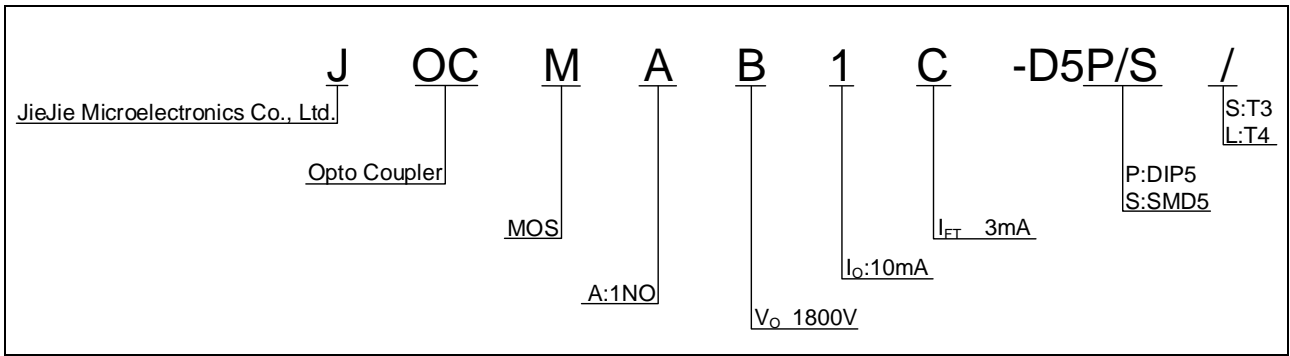 J OC M A B 1 C -D5P/S /
JieJie Microelectronics Co., Ltd.
S:T3
L:T4
Opto Coupler
P:DIP5
S:SMD5
MOS
IFT 3mA
IO:10mA
A:1NO
VO 1800V